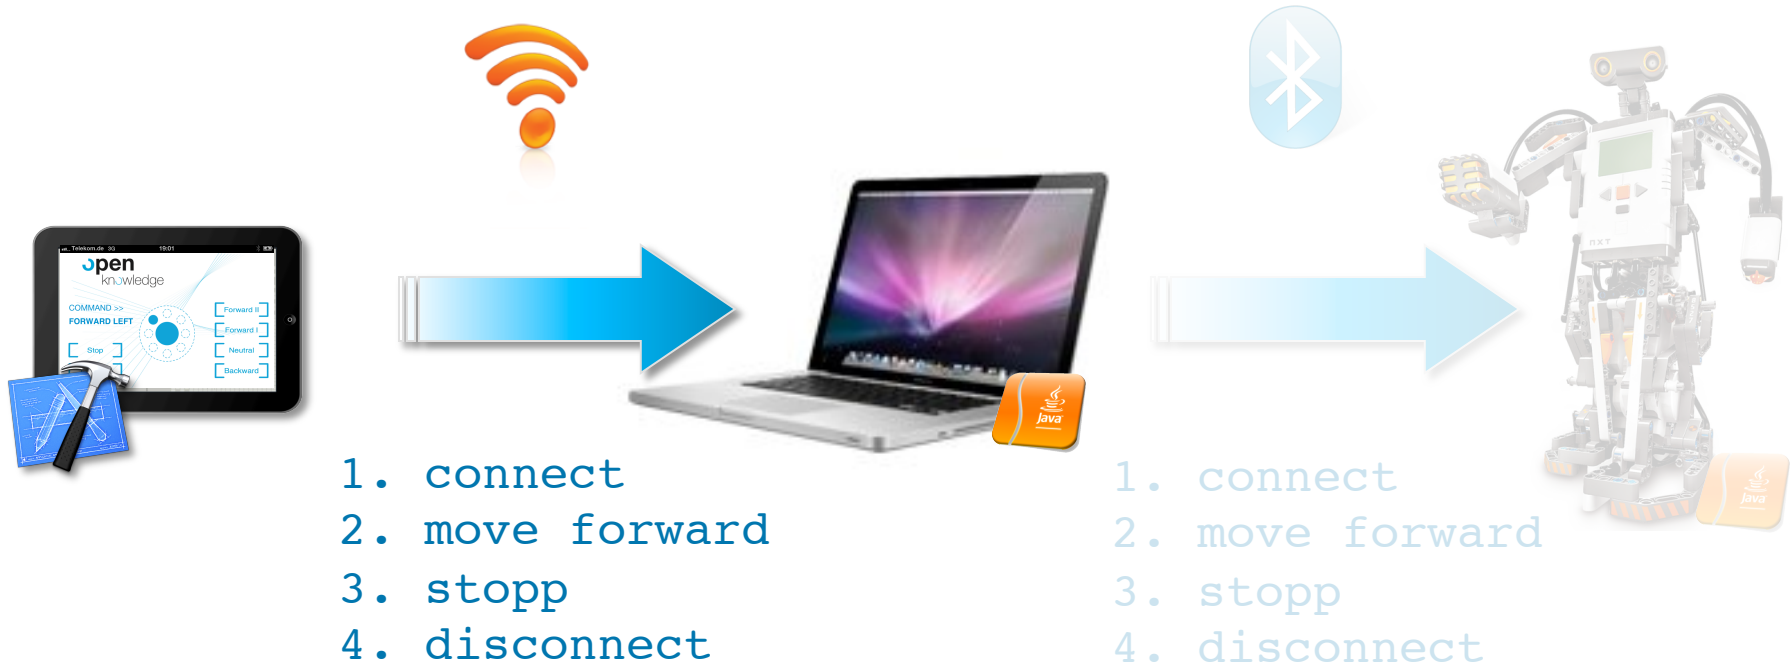 Telekom.de 3G 19:01
open
knowledge
COMMAND >>
FORWARD LEFT
Stop
Forward II
Forward I
Neutral
Backward
Java
1. connect
2. move forward
3. stopp
4. disconnect
NXT
Java
1. connect
2. move forward
3. stopp
4. disconnect